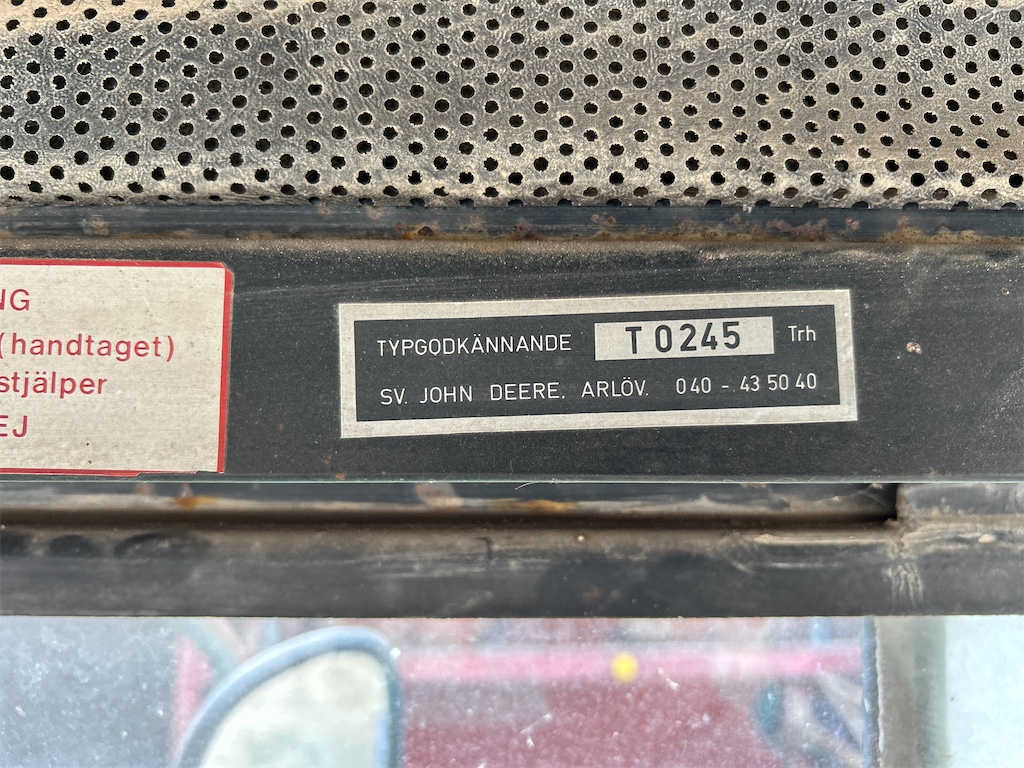 NG
(handtaget)
stjälper
EJ
TYPGODKÄNNANDE T 0245 Trh
SV. JOHN DEERE, ARLÖV. 040 - 43 50 40